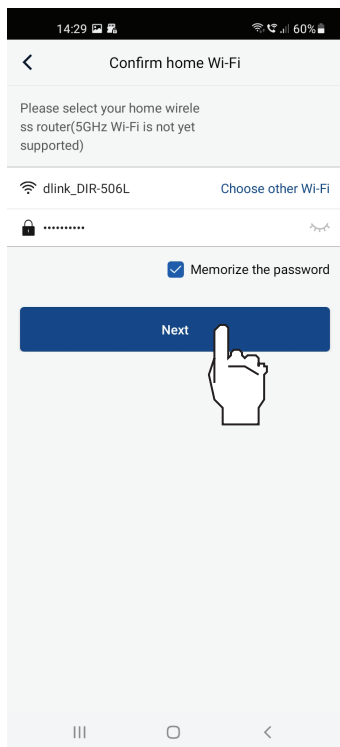 14:29 60%
Confirm home Wi-Fi
Please select your home wirele
ss router(5GHz Wi-Fi is not yet
supported)
dlink_DIR-506L Choose other Wi-Fi
••••••••••
Memorize the password
Next